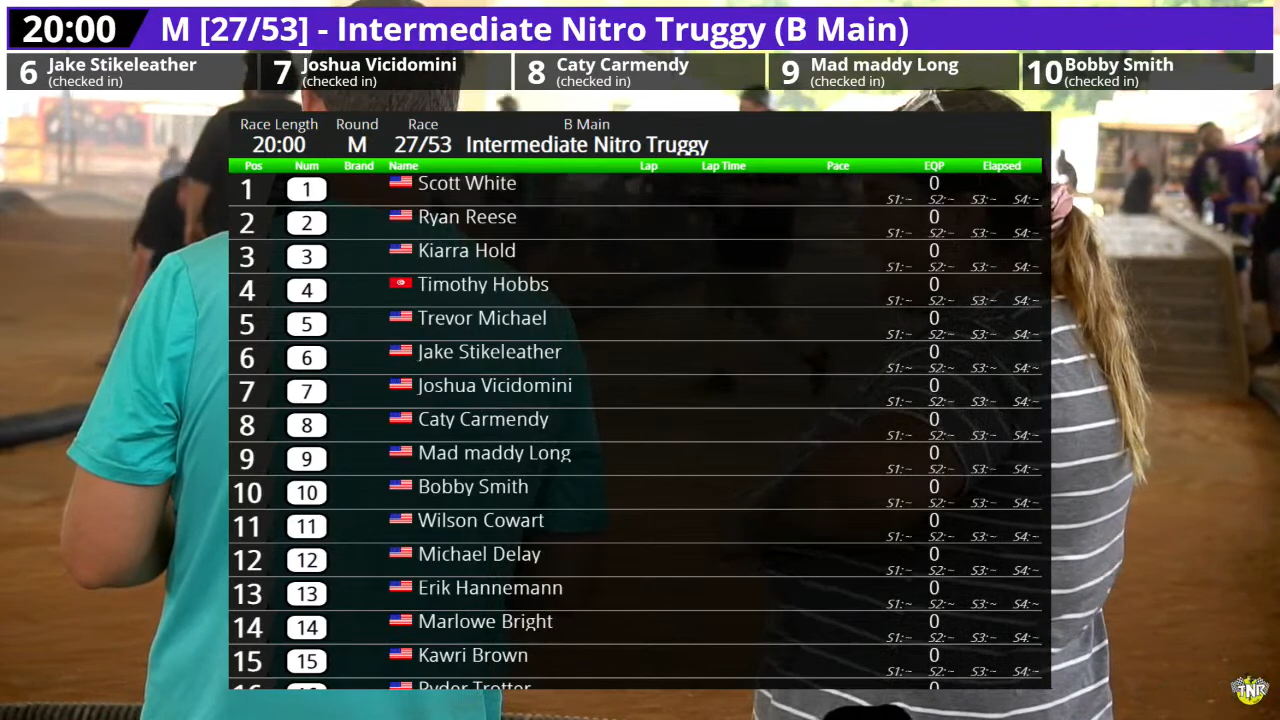 20:00 M [27/53] - Intermediate Nitro Truggy (B Main)
6 Jake Stikeleather (checked in)
7 Joshua Vicidomini (checked in)
8 Caty Carmendy (checked in)
9 Mad maddy Long (checked in)
10 Bobby Smith (checked in)
Race Length Round Race B Main
20:00 M 27/53 Intermediate Nitro Truggy
Pos Num Brand Name Lap Lap Time Pace EQP Elapsed
1 1 Scott White 0
S1:~ S2:~ S3:~ S4:~
2 2 Ryan Reese 0
S1:~ S2:~ S3:~ S4:~
3 3 Kiarra Hold 0
S1:~ S2:~ S3:~ S4:~
4 4 Timothy Hobbs 0
S1:~ S2:~ S3:~ S4:~
5 5 Trevor Michael 0
S1:~ S2:~ S3:~ S4:~
6 6 Jake Stikeleather 0
S1:~ S2:~ S3:~ S4:~
7 7 Joshua Vicidomini 0
S1:~ S2:~ S3:~ S4:~
8 8 Caty Carmendy 0
S1:~ S2:~ S3:~ S4:~
9 9 Mad maddy Long 0
S1:~ S2:~ S3:~ S4:~
10 10 Bobby Smith 0
S1:~ S2:~ S3:~ S4:~
11 11 Wilson Cowart 0
S1:~ S2:~ S3:~ S4:~
12 12 Michael Delay 0
S1:~ S2:~ S3:~ S4:~
13 13 Erik Hannemann 0
S1:~ S2:~ S3:~ S4:~
14 14 Marlowe Bright 0
S1:~ S2:~ S3:~ S4:~
15 15 Kawri Brown 0
S1:~ S2:~ S3:~ S4:~
TNR